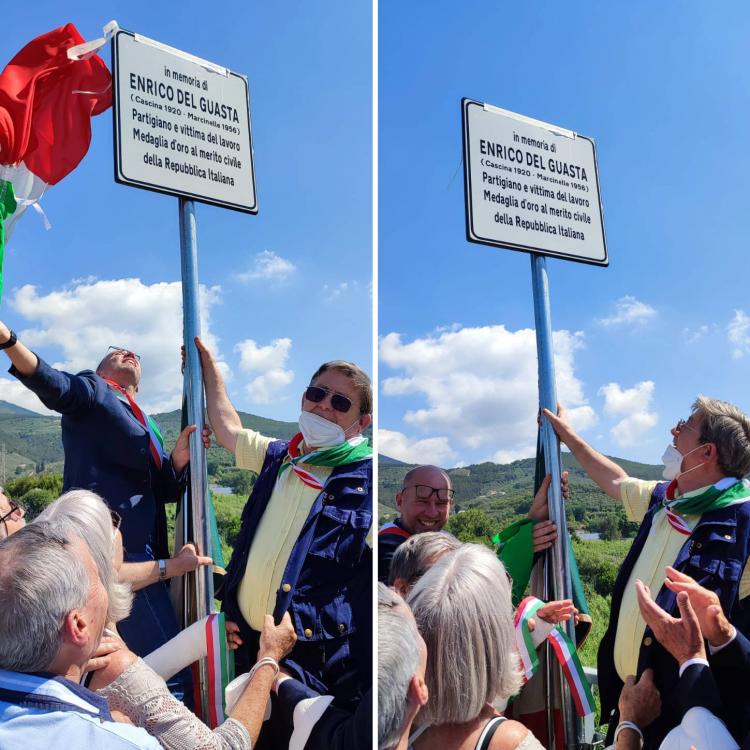 in memoria di
ENRICO DEL GUASTA
(Cascina 1920 - Marcinelle 1956)
Partigiano e vittima del lavoro
Medaglia d'oro al merito civile
della Repubblica Italiana
in memoria di
ENRICO DEL GUASTA
(Cascina 1920 - Marcinelle 1956)
Partigiano e vittima del lavoro
Medaglia d'oro al merito civile
della Repubblica Italiana